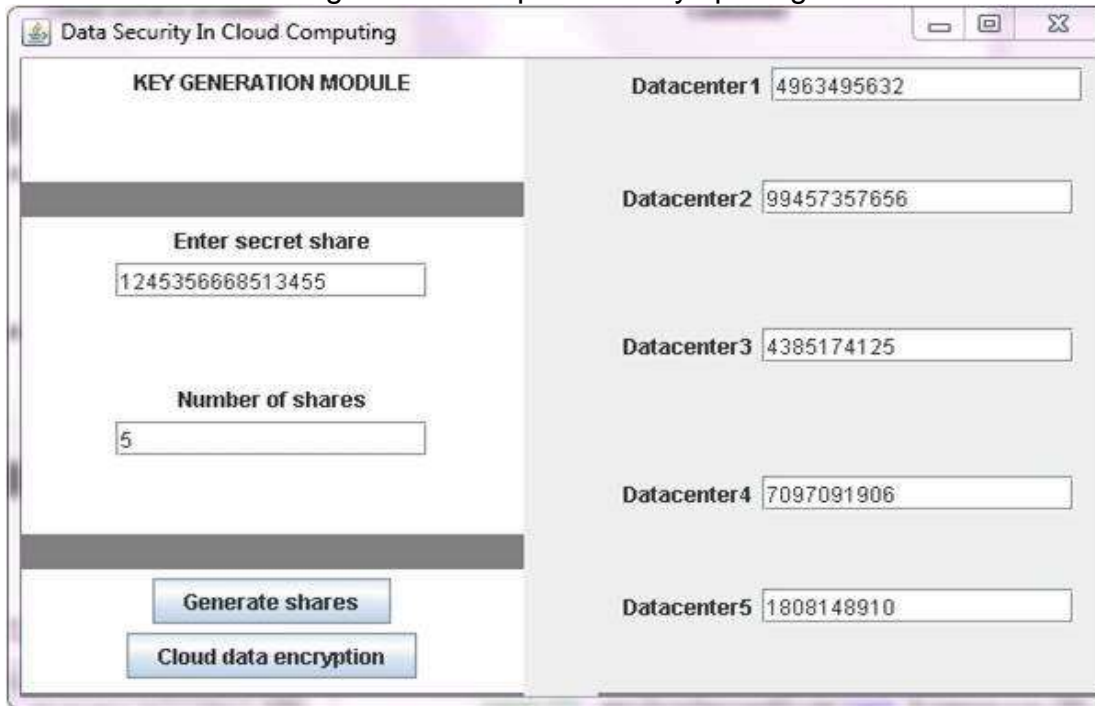 Data Security In Cloud Computing
KEY GENERATION MODULE
Enter secret share
1245356668513455
Number of shares
5
Generate shares
Cloud data encryption
Datacenter1 4963495632
Datacenter2 99457357656
Datacenter3 4385174125
Datacenter4 7097091906
Datacenter5 1808148910